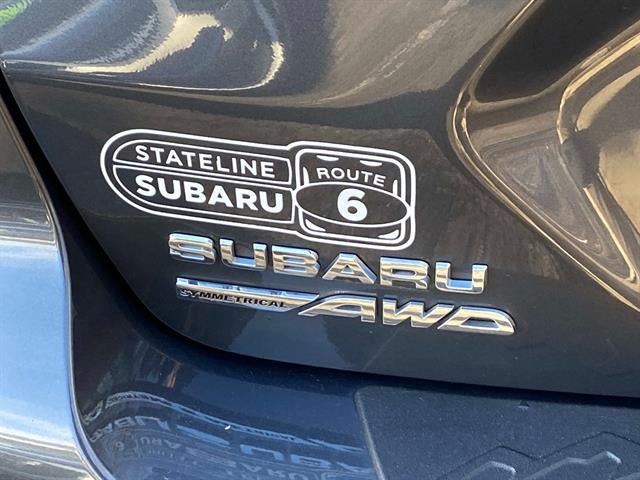 STATELINE
SUBARU
ROUTE
6
SUBARU
SYMMETRICAL AWD